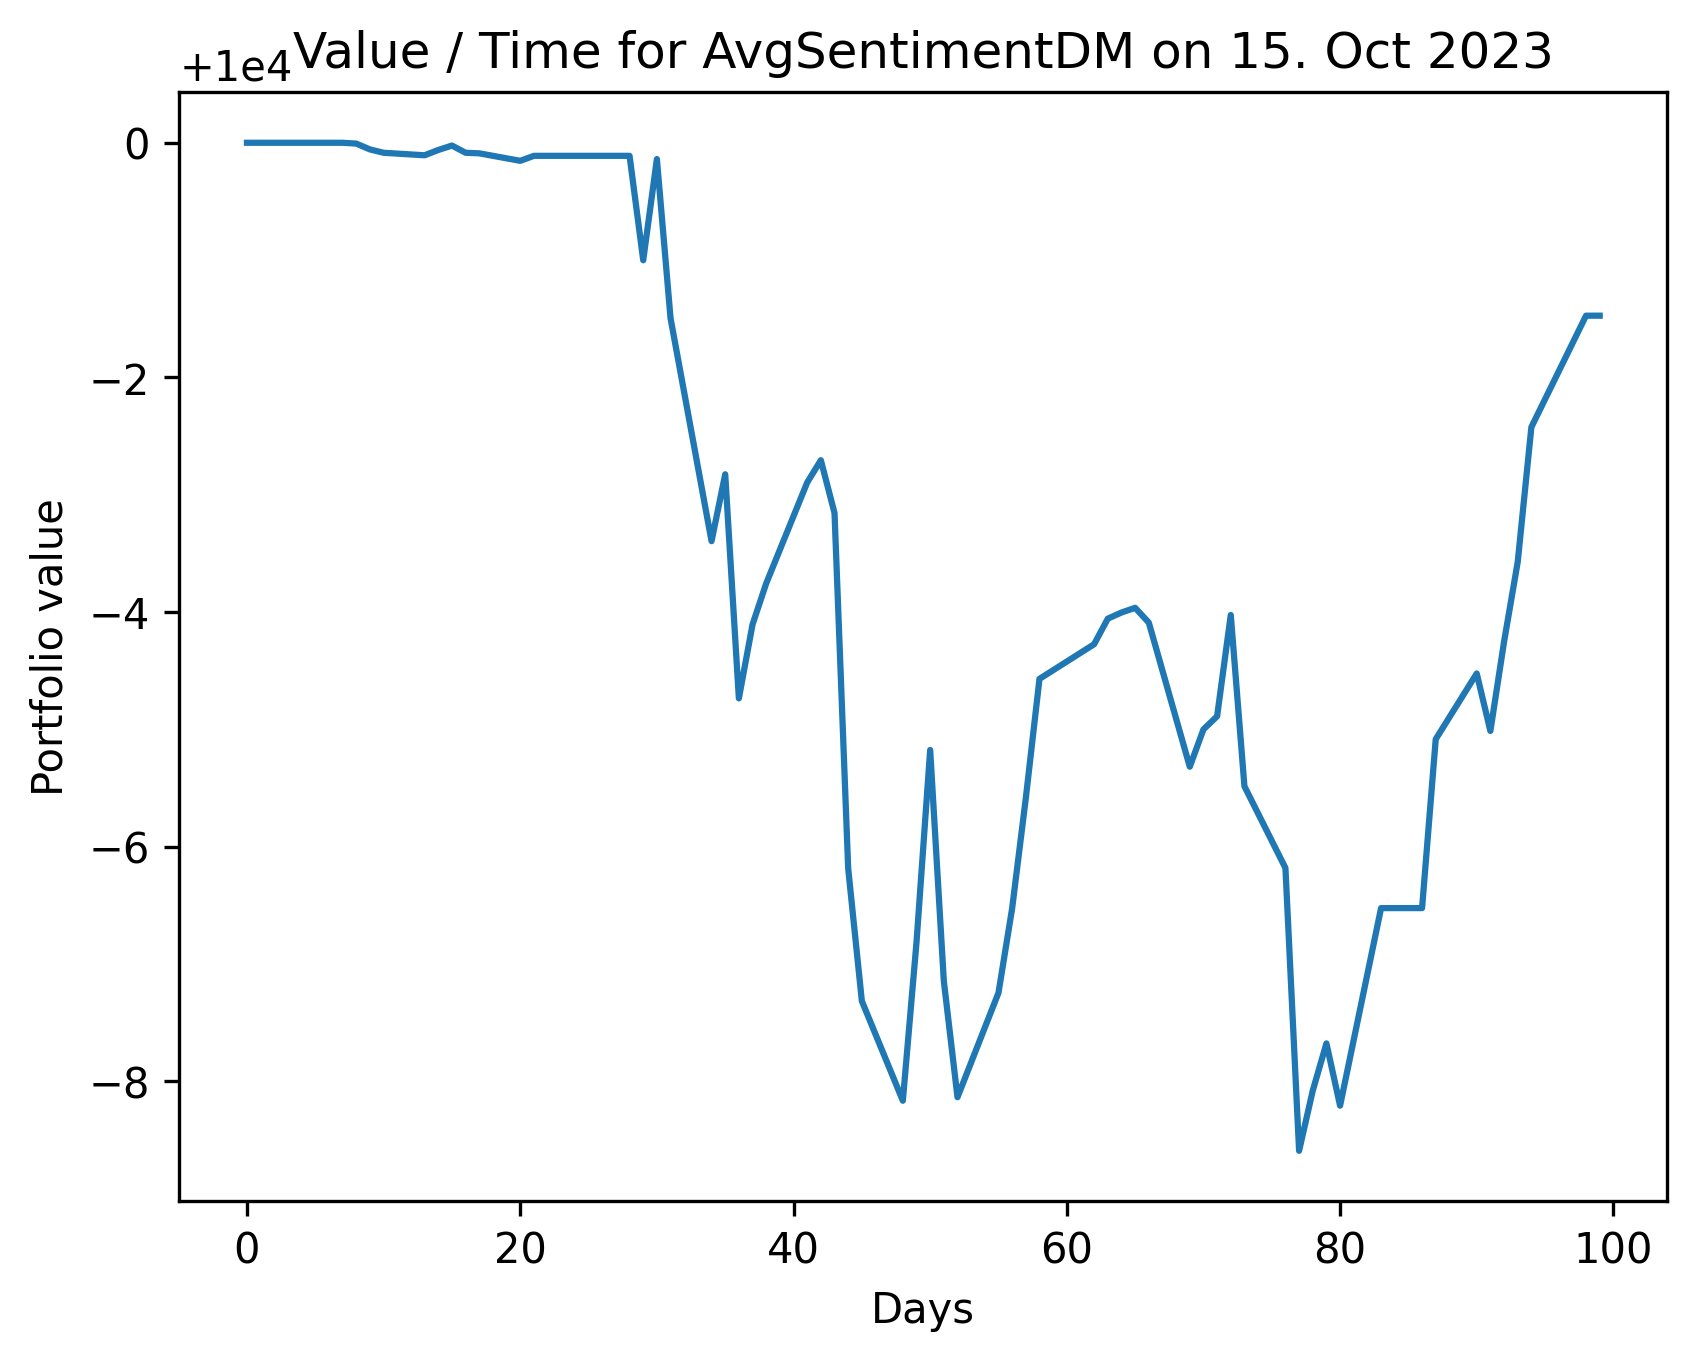 Value / Time for AvgSentimentDM on 15. Oct 2023
+1e4
0
−2
−4
−6
−8
Portfolio value
0 20 40 60 80 100
Days